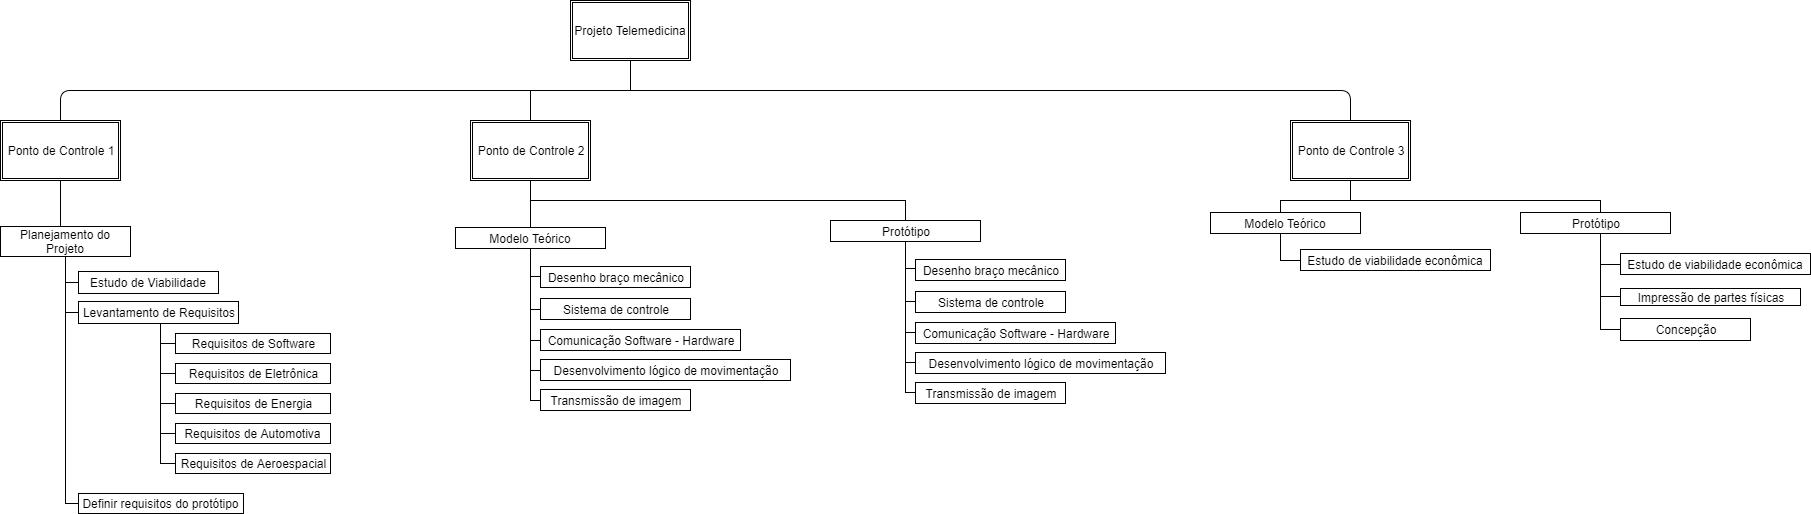 Projeto Telemedicina
Ponto de Controle 1
Ponto de Controle 2
Ponto de Controle 3
Planejamento do
Projeto
Estudo de Viabilidade
Levantamento de Requisitos
Requisitos de Software
Requisitos de Eletrônica
Requisitos de Energia
Requisitos de Automotiva
Requisitos de Aeroespacial
Definir requisitos do protótipo
Modelo Teórico
Desenho braço mecânico
Sistema de controle
Comunicação Software - Hardware
Desenvolvimento lógico de movimentação
Transmissão de imagem
Protótipo
Desenho braço mecânico
Sistema de controle
Comunicação Software - Hardware
Desenvolvimento lógico de movimentação
Transmissão de imagem
Modelo Teórico
Estudo de viabilidade econômica
Protótipo
Estudo de viabilidade econômica
Impressão de partes físicas
Concepção